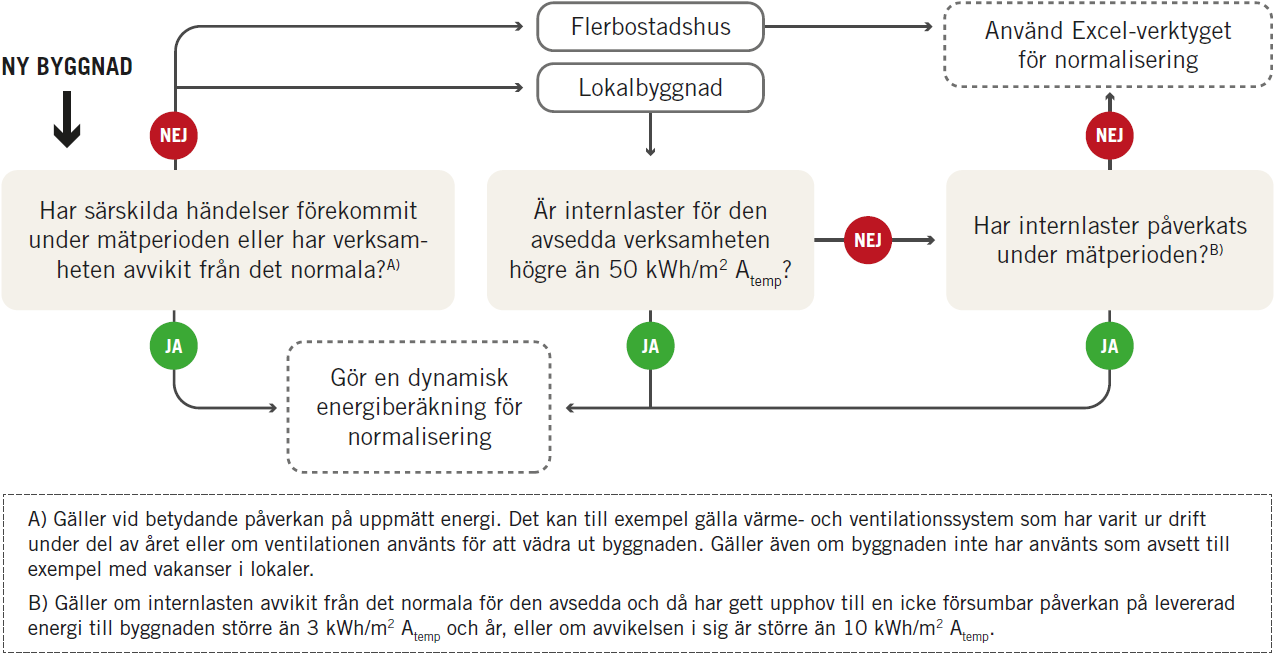 NY BYGGNAD
Flerbostadshus
Lokalbyggnad
Använd Excel-verktyget
för normalisering
NEJ
NEJ
Har särskilda händelser förekommit
under mätperioden eller har verksam-
heten avvikit från det normala?A)
Är internlaster för den
avsedda verksamheten
högre än 50 kWh/m² Atemp?
NEJ
Har internlaster påverkats
under mätperioden?B)
JA
JA
JA
Gör en dynamisk
energiberäkning för
normalisering
A) Gäller vid betydande påverkan på uppmätt energi. Det kan till exempel gälla värme- och ventilationssystem som har varit ur drift
under del av året eller om ventilationen använts för att vädra ut byggnaden. Gäller även om byggnaden inte har använts som avsett till
exempel med vakanser i lokaler.
B) Gäller om internlasten avvikit från det normala för den avsedda och då har gett upphov till en icke försumbar påverkan på levererad
energi till byggnaden större än 3 kWh/m² Atemp och år, eller om avvikelsen i sig är större än 10 kWh/m² Atemp.